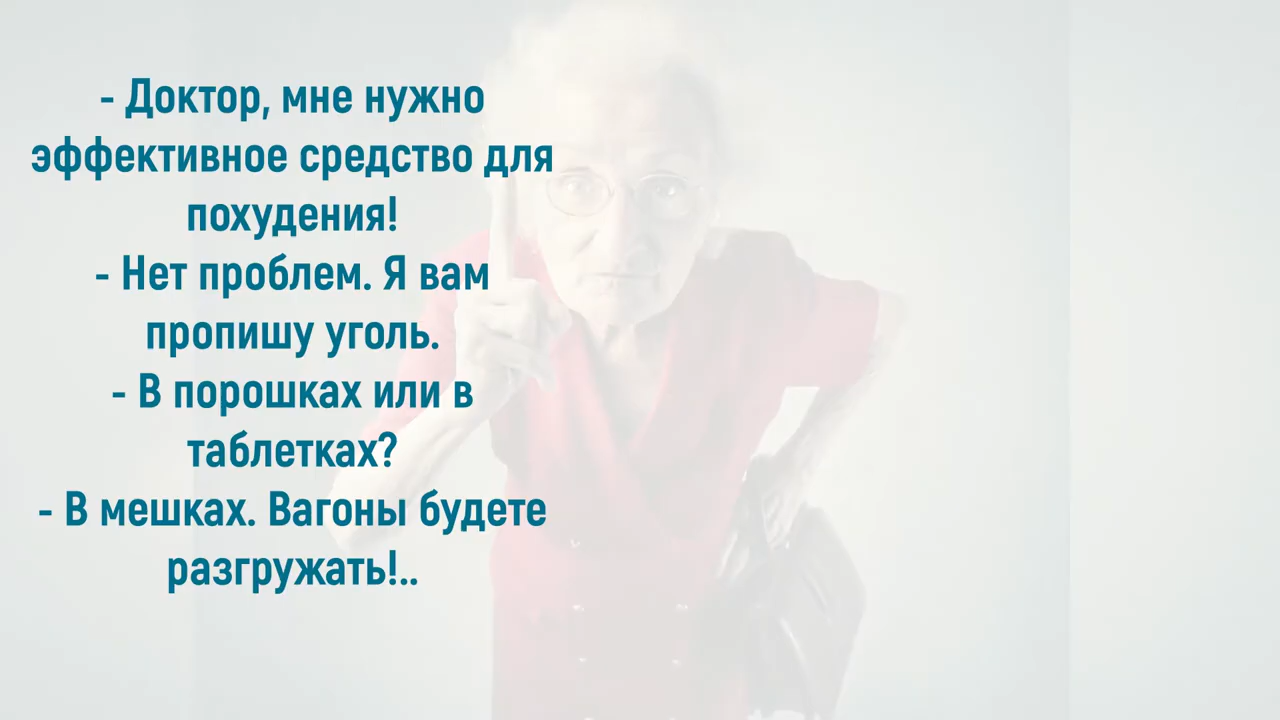 - Доктор, мне нужно
эффективное средство для
похудения!
- Нет проблем. Я вам
пропишу уголь.
- В порошках или в
таблетках?
- В мешках. Вагоны будете
разгружать!..